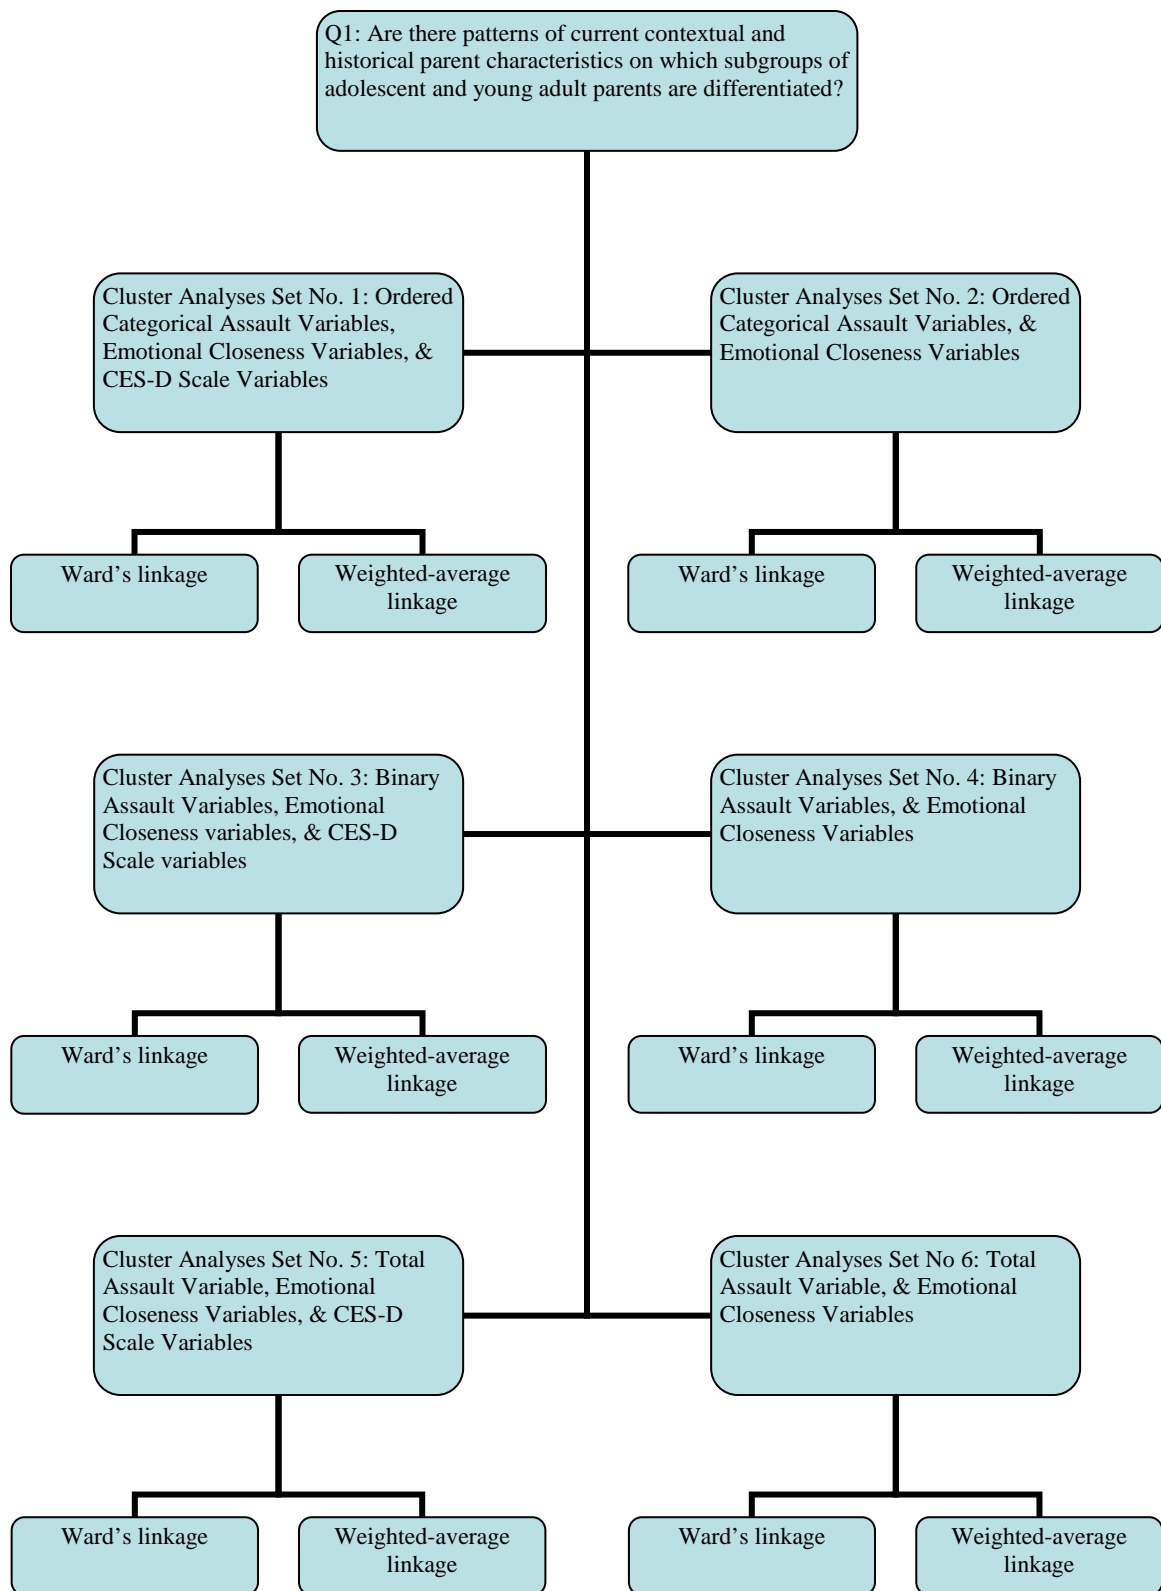 Q1: Are there patterns of current contextual and
historical parent characteristics on which subgroups of
adolescent and young adult parents are differentiated?
Cluster Analyses Set No. 1: Ordered
Categorical Assault Variables,
Emotional Closeness Variables, &
CES-D Scale Variables
Cluster Analyses Set No. 2: Ordered
Categorical Assault Variables, &
Emotional Closeness Variables
Ward’s linkage
Weighted-average
linkage
Ward’s linkage
Weighted-average
linkage
Cluster Analyses Set No. 3: Binary
Assault Variables, Emotional
Closeness variables, & CES-D
Scale variables
Cluster Analyses Set No. 4: Binary
Assault Variables, & Emotional
Closeness Variables
Ward’s linkage
Weighted-average
linkage
Ward’s linkage
Weighted-average
linkage
Cluster Analyses Set No. 5: Total
Assault Variable, Emotional
Closeness Variables, & CES-D
Scale Variables
Cluster Analyses Set No 6: Total
Assault Variable, & Emotional
Closeness Variables
Ward’s linkage
Weighted-average
linkage
Ward’s linkage
Weighted-average
linkage